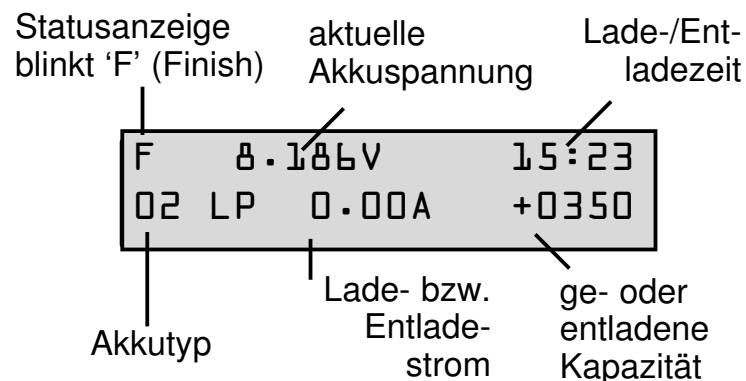 Statusanzeige
blinkt ‘F’ (Finish)
aktuelle
Akkuspannung
Lade-/Ent-
ladezeit
F 8.186V 15:23
02 LP 0.00A +0350
Akkutyp
Lade- bzw.
Entlade-
strom
ge- oder
entladene
Kapazität